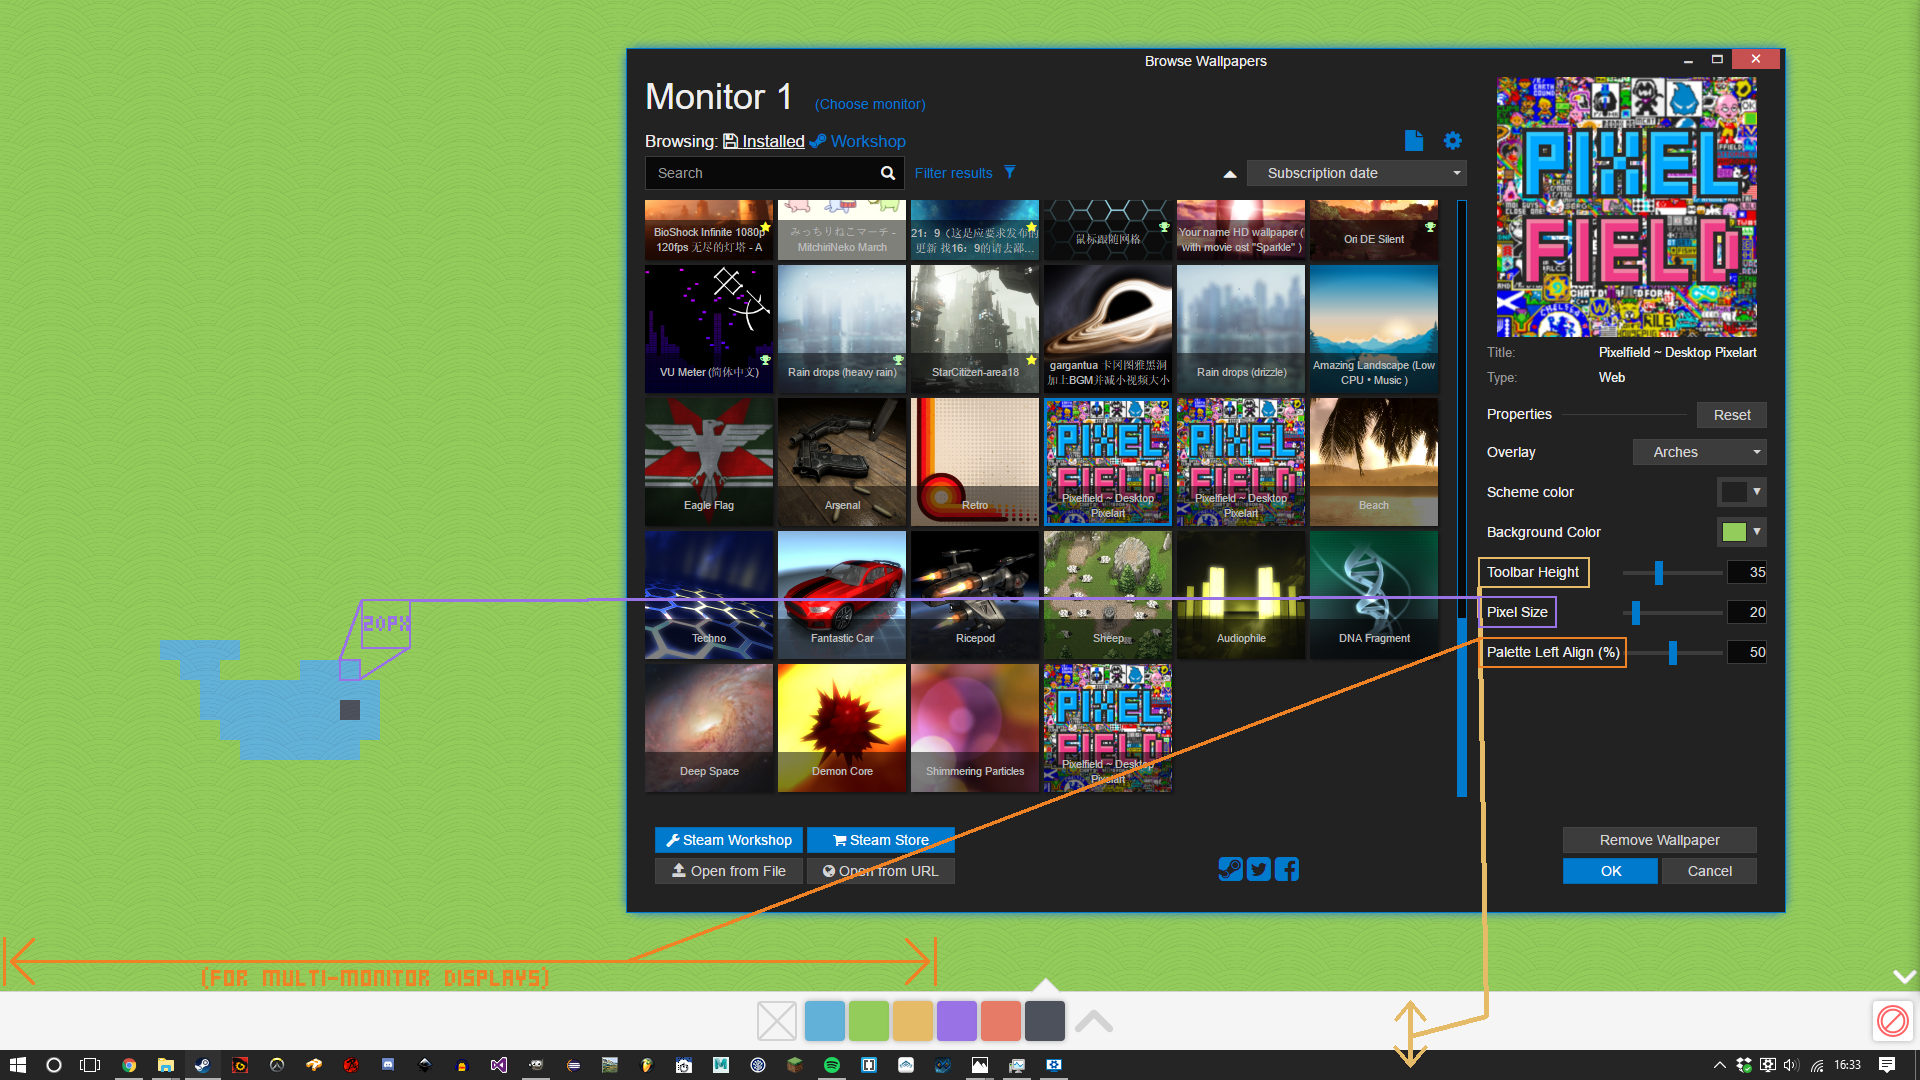 Browse Wallpapers
Monitor 1 (Choose monitor)
Browsing: Installed Workshop
Search
Filter results
Subscription date
BioShock Infinite 1080p
120fps 无尽的灯塔 - A
みっちりねこマーチ -
MitchiriNeko March
21：9（这是应要求发布的
更新 找16：9的请去鄙…
鼠标跟随网格
Your name HD wallpaper (
with movie ost "Sparkle" )
Ori DE Silent
VU Meter (简体中文)
Rain drops (heavy rain)
StarCitizen-area18
gargantua 卡冈图雅黑洞
加上BGM并减小视频大小
Rain drops (drizzle)
Amazing Landscape (Low
CPU • Music )
Eagle Flag
Arsenal
Retro
PIXEL
FIELD
Pixelfield ~ Desktop
Pixelart
PIXEL
FIELD
Pixelfield ~ Desktop
Pixelart
Beach
Techno
Fantastic Car
Ricepod
Sheep
Audiophile
DNA Fragment
Deep Space
Demon Core
Shimmering Particles
PIXEL
FIELD
Pixelfield ~ Desktop
Pixelart
Steam Workshop
Steam Store
Open from File
Open from URL
PIXEL
FIELD
Title: Pixelfield ~ Desktop Pixelart
Type: Web
Properties
Reset
Overlay Arches
Scheme color
Background Color
Toolbar Height 35
Pixel Size 20
Palette Left Align (%) 50
Remove Wallpaper
OK
Cancel
20PX
(FOR MULTI-MONITOR DISPLAYS)
16:33